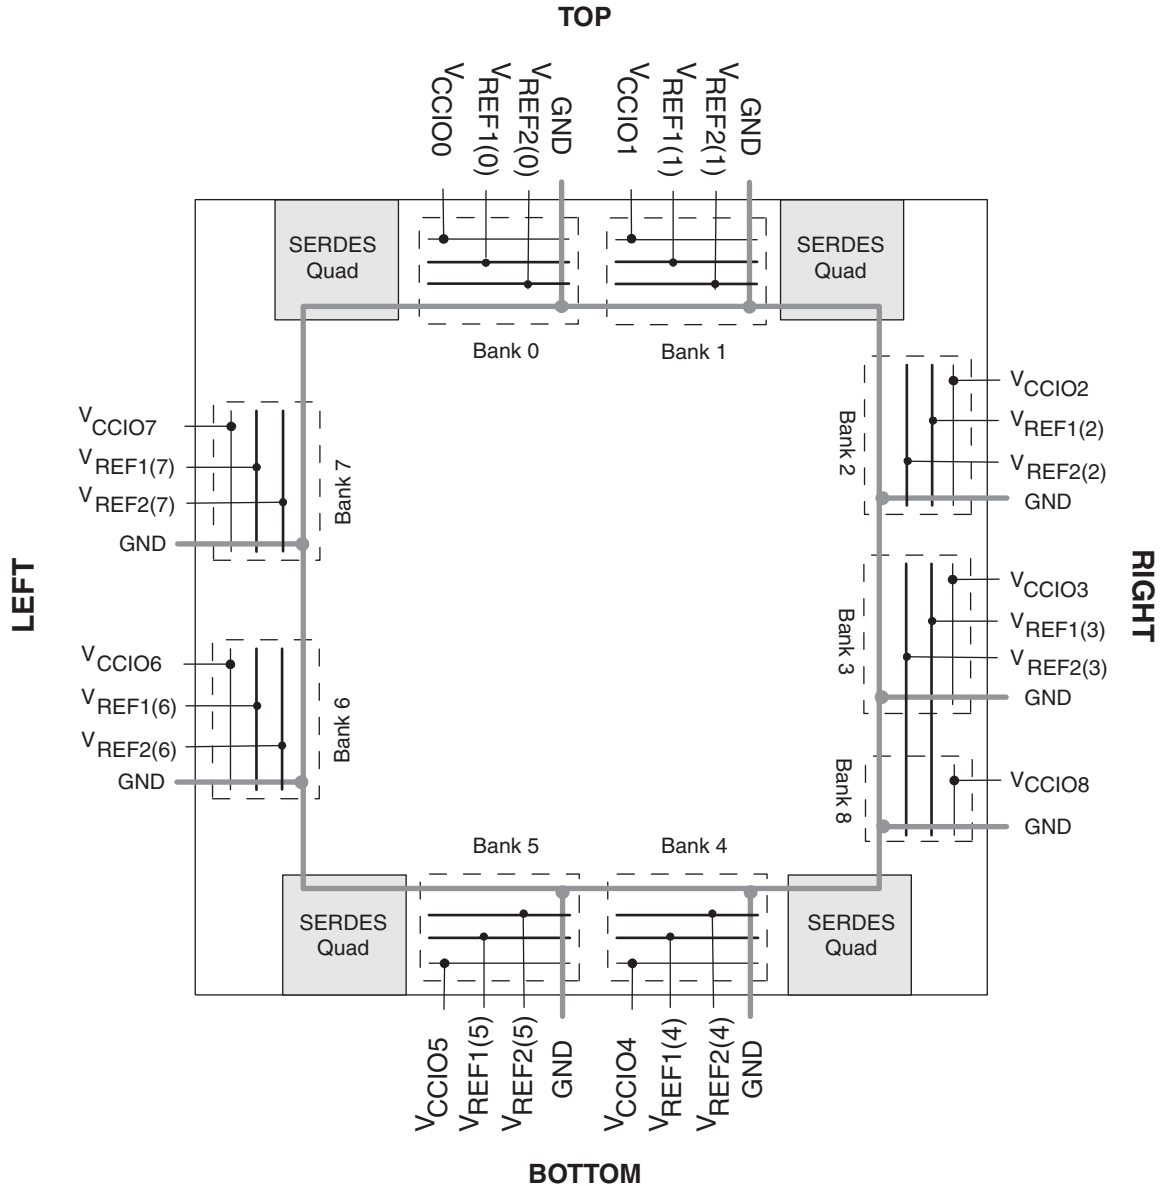 TOP
VCCIO0
VREF1(0)
VREF2(0)
GND
VCCIO1
VREF1(1)
VREF2(1)
GND
SERDES
Quad
SERDES
Quad
Bank 0
Bank 1
LEFT
VCCIO7
VREF1(7)
VREF2(7)
GND
Bank 7
VCCIO6
VREF1(6)
VREF2(6)
GND
Bank 6
Bank 2
VCCIO2
VREF1(2)
VREF2(2)
GND
Bank 3
VCCIO3
VREF1(3)
VREF2(3)
GND
Bank 8
VCCIO8
GND
RIGHT
Bank 5
Bank 4
SERDES
Quad
SERDES
Quad
VCCIO5
VREF1(5)
VREF2(5)
GND
VCCIO4
VREF1(4)
VREF2(4)
GND
BOTTOM